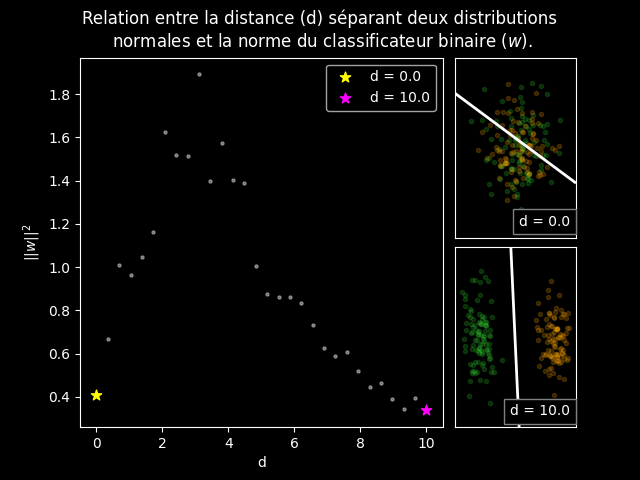 Relation entre la distance (d) séparant deux distributions
normales et la norme du classificateur binaire (w).
d = 0.0
d = 10.0
1.8
1.6
1.4
1.2
1.0
0.8
0.6
0.4
||w||²
0
2
4
6
8
10
d
d = 0.0
d = 10.0